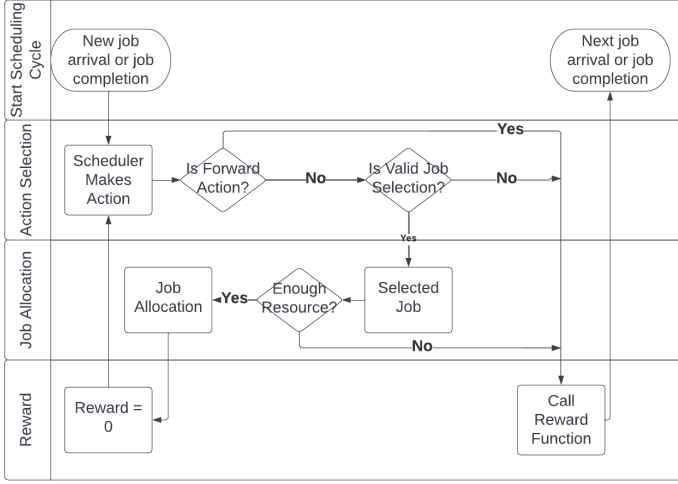 Start Scheduling
Cycle
New job
arrival or job
completion
Next job
arrival or job
completion
Action Selection
Scheduler
Makes
Action
Is Forward
Action?
Yes
No
Is Valid Job
Selection?
No
Yes
Job Allocation
Job
Allocation
Yes
Enough
Resource?
Selected
Job
No
Reward
Reward =
0
Call
Reward
Function